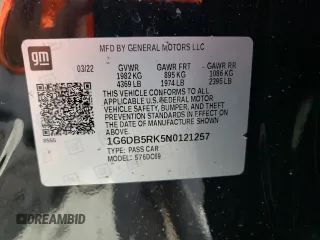 gm
MFD BY GENERAL MOTORS LLC
03/22 GVWR GAWR FRT GAWR RR
1982 KG 895 KG 1086 KG
4369 LB 1974 LB 2395 LB
THIS VEHICLE CONFORMS TO ALL APPLICABLE U.S. FEDERAL MOTOR VEHICLE SAFETY, BUMPER, AND THEFT PREVENTION STANDARDS IN EFFECT ON THE DATE OF MANUFACTURE SHOWN ABOVE.
1G6DB5RK5N0121257
TYPE: PASS CAR
MODEL: 576DC69